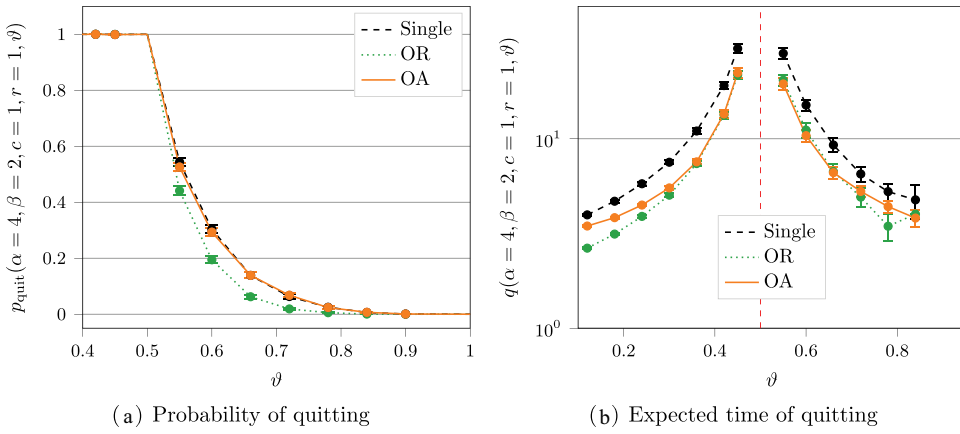 1
0.8
0.6
0.4
0.2
0
0.4
0.5
0.6
0.7
0.8
0.9
1
p_quit(α = 4, β = 2, c = 1, r = 1, ϑ)
ϑ
Single
OR
OA
(a) Probability of quitting
10^1
10^0
0.2
0.4
0.6
0.8
q(α = 4, β = 2, c = 1, r = 1, ϑ)
ϑ
Single
OR
OA
(b) Expected time of quitting